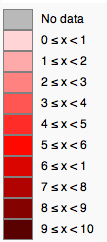 No data
0 ≤ x < 1
1 ≤ x < 2
2 ≤ x < 3
3 ≤ x < 4
4 ≤ x < 5
5 ≤ x < 6
6 ≤ x < 1
7 ≤ x < 8
8 ≤ x < 9
9 ≤ x < 10